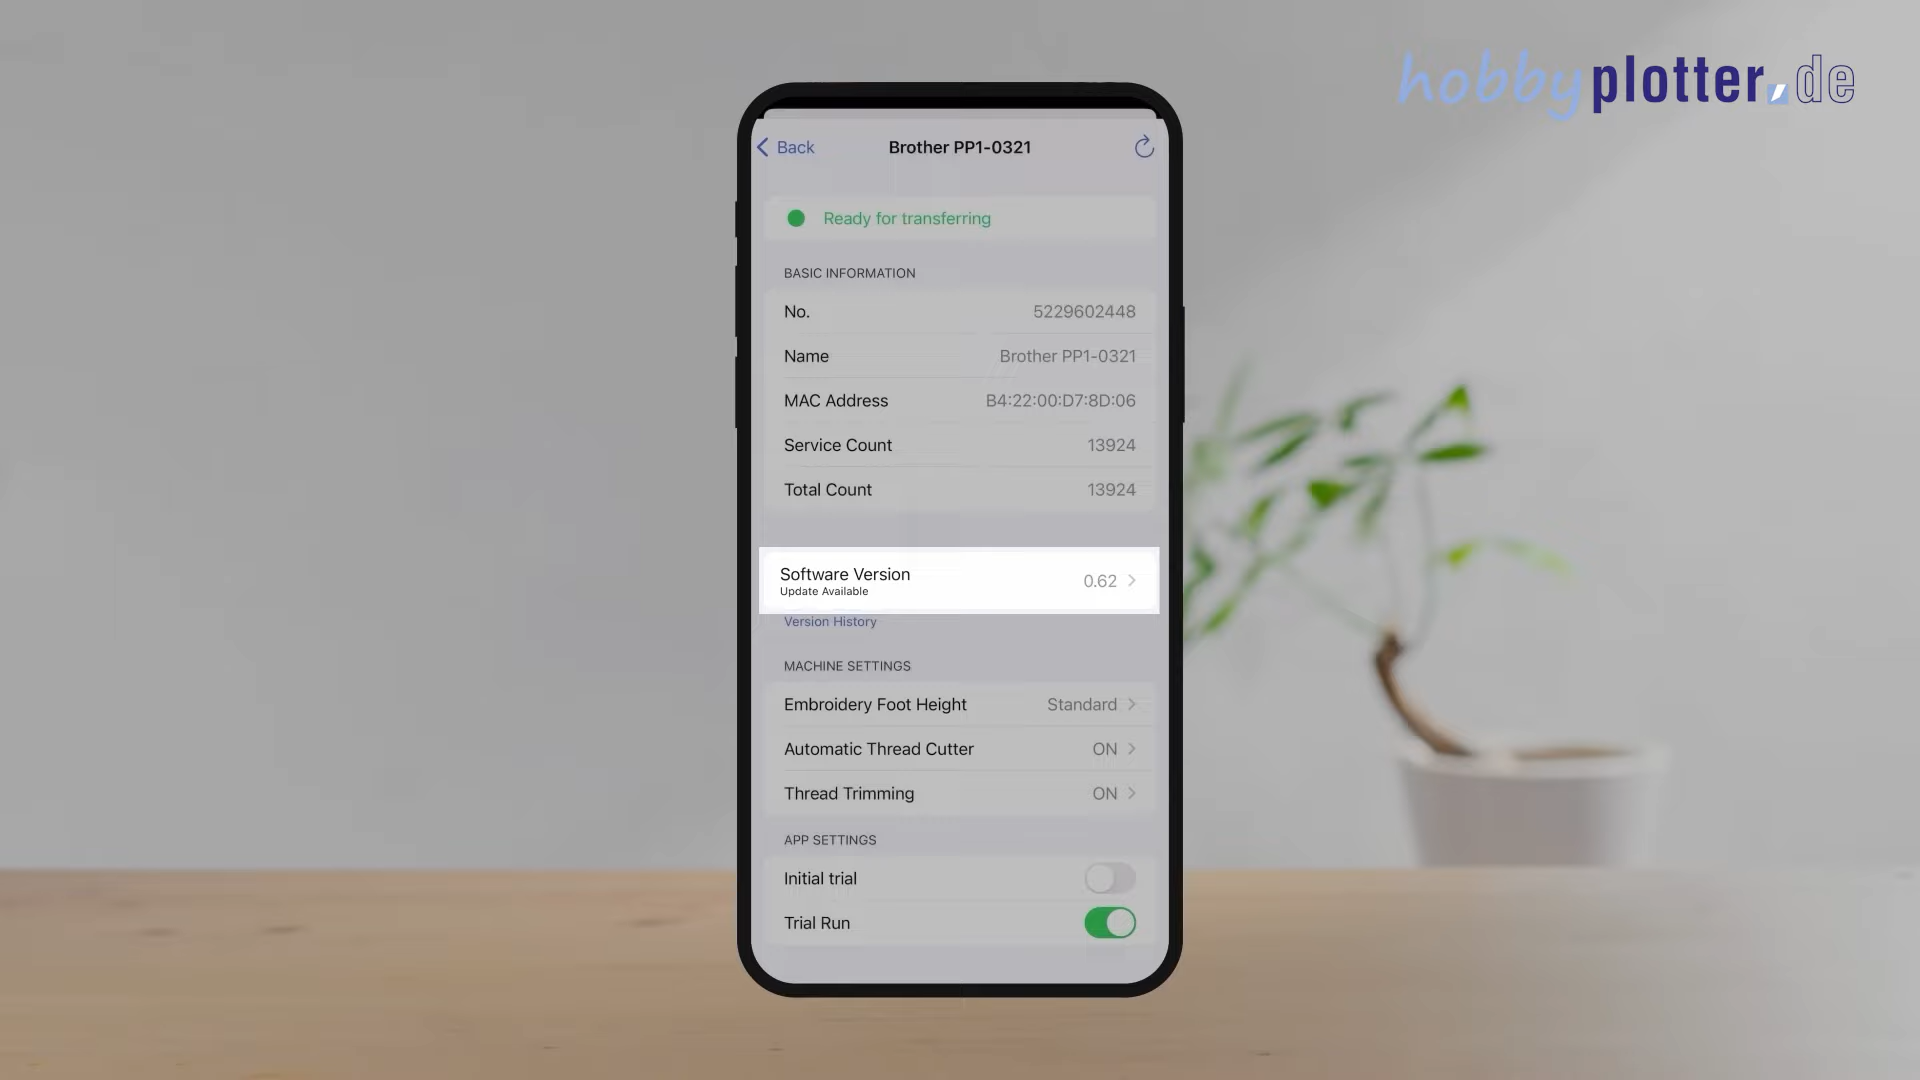 hobbyplotter.de
Back
Brother PP1-0321
Ready for transferring
BASIC INFORMATION
No. 5229602448
Name Brother PP1-0321
MAC Address B4:22:00:D7:8D:06
Service Count 13924
Total Count 13924
Software Version 0.62
Update Available
Version History
MACHINE SETTINGS
Embroidery Foot Height Standard
Automatic Thread Cutter ON
Thread Trimming ON
APP SETTINGS
Initial trial
Trial Run